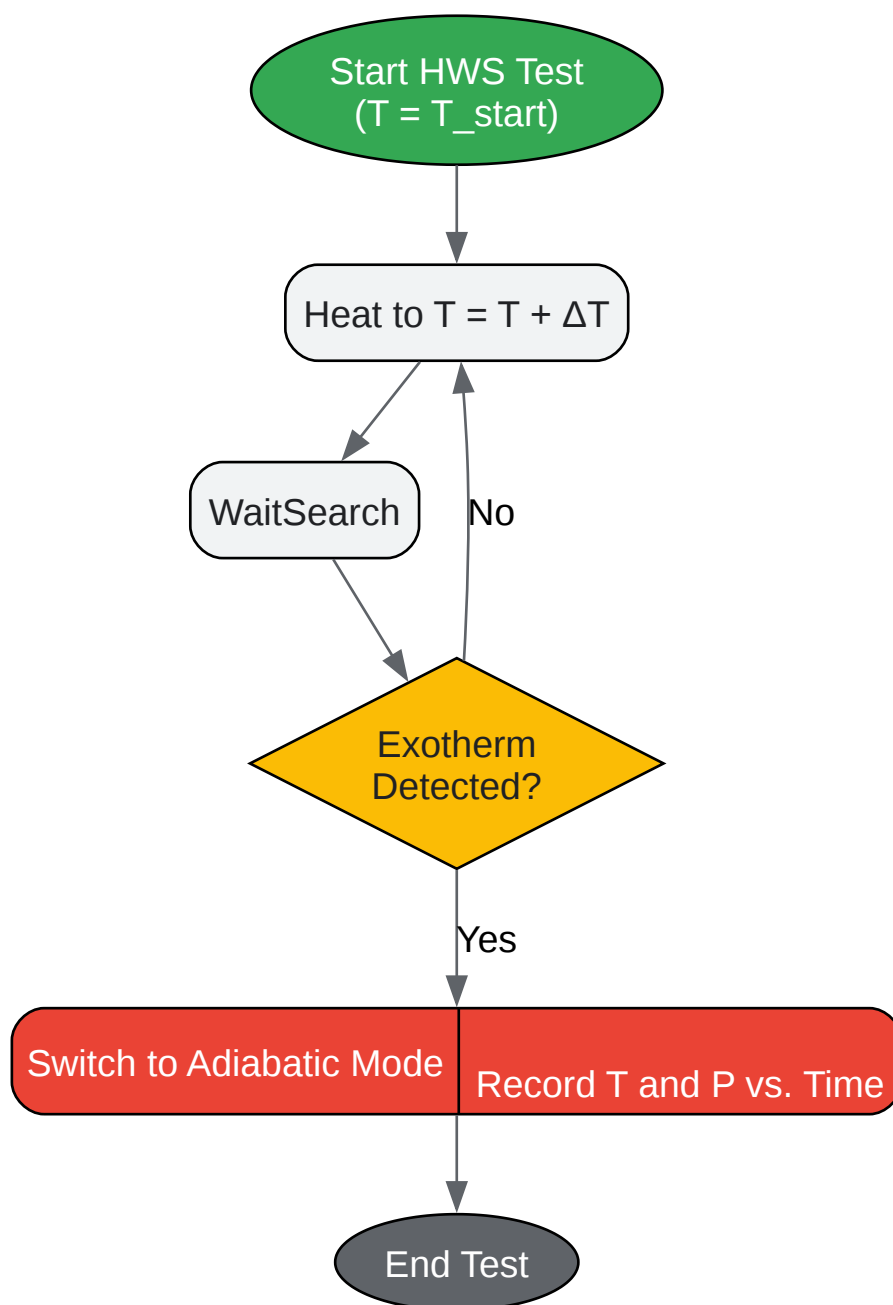 Start HWS Test
(T = T_start)
Heat to T = T + ΔT
WaitSearch
No
Exotherm
Detected?
Yes
Switch to Adiabatic Mode
Record T and P vs. Time
End Test